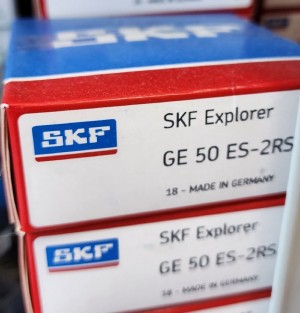 SKF
SKF
SKF Explorer
GE 50 ES-2RS
18 - MADE IN GERMANY
SKF
SKF Explorer
GE 50 ES-2RS
18 - MADE IN GERMANY